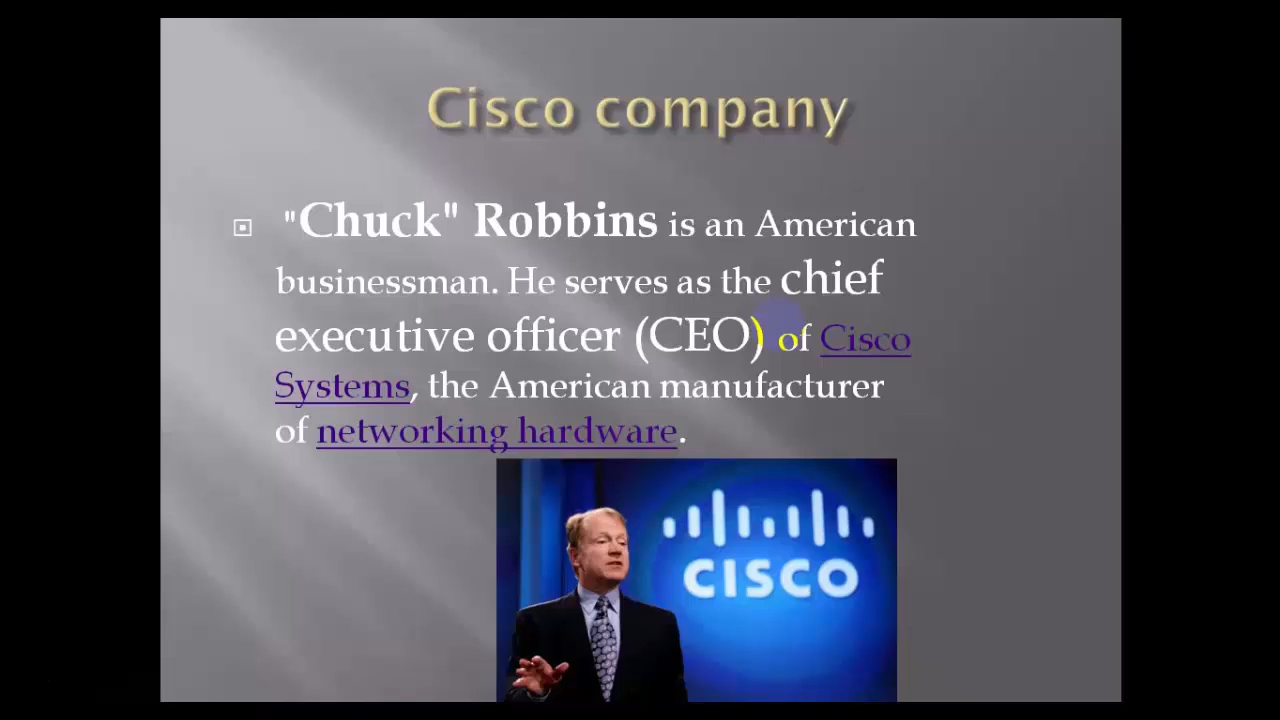 Cisco company
"Chuck" Robbins is an American
businessman. He serves as the chief
executive officer (CEO) of Cisco
Systems, the American manufacturer
of networking hardware.
CISCO